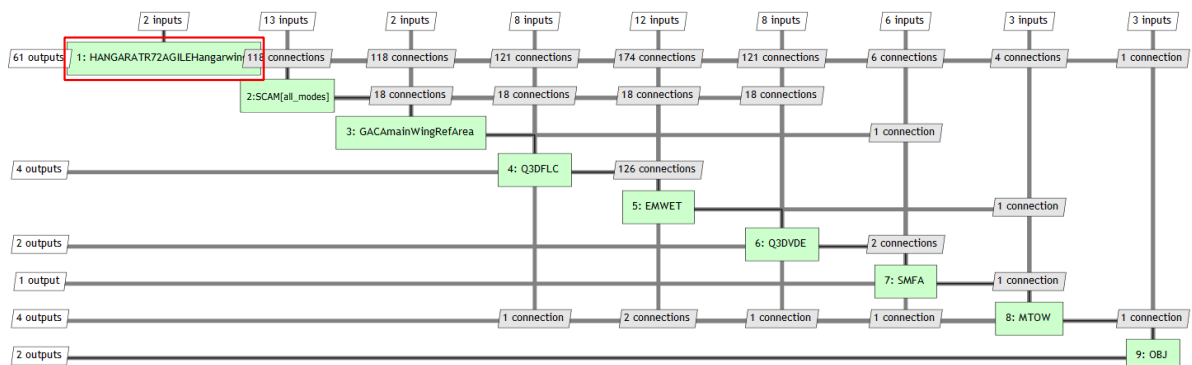 2 inputs 13 inputs 2 inputs 8 inputs 12 inputs 8 inputs 6 inputs 3 inputs 3 inputs
61 outputs 1: HANGARATR72AGILEHangarwing 118 connections 118 connections 121 connections 174 connections 121 connections 6 connections 4 connections 1 connection
2:SCAM[all_modes] 18 connections 18 connections 18 connections 18 connections
3: GACAmainWingRefArea 1 connection
4 outputs 4: Q3DFLC 126 connections
5: EMWET 1 connection
2 outputs 6: Q3DVDE 2 connections
1 output 7: SMFA 1 connection
4 outputs 1 connection 2 connections 1 connection 1 connection 8: MTOW 1 connection
2 outputs 9: OBJ